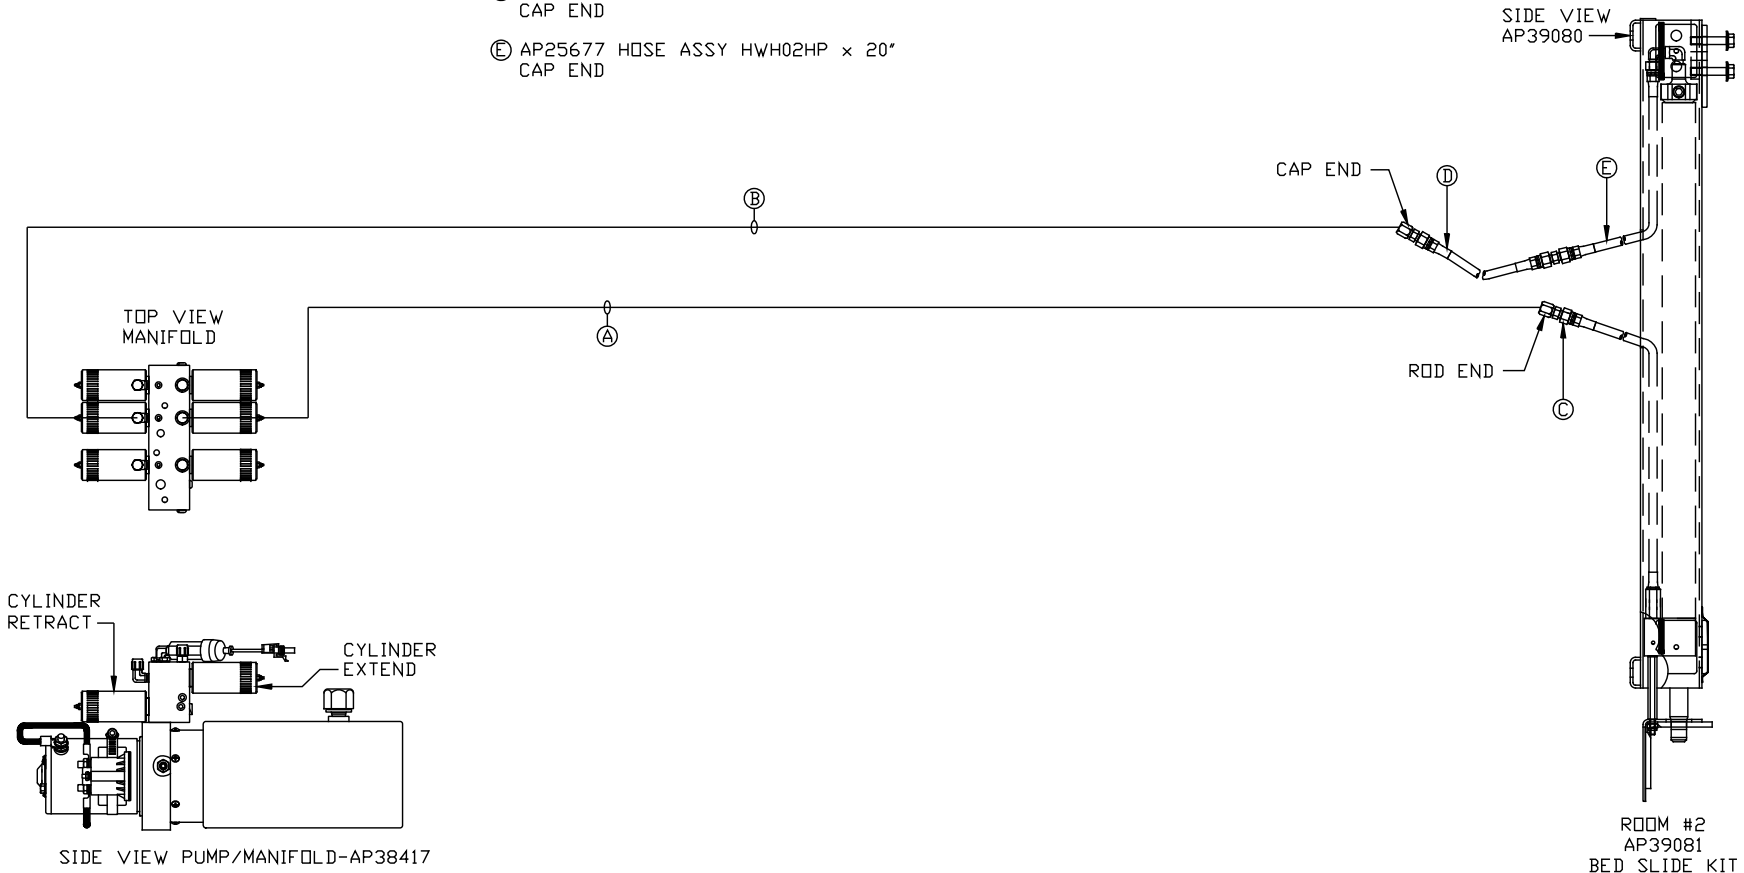 CAP END
Ⓔ AP25677 HOSE ASSY HWH02HP x 20"
CAP END
SIDE VIEW
AP39080
CAP END
D
E
B
TOP VIEW
MANIFOLD
A
ROD END
C
CYLINDER
RETRACT
CYLINDER
EXTEND
SIDE VIEW PUMP/MANIFOLD-AP38417
ROOM #2
AP39081
BED SLIDE KIT